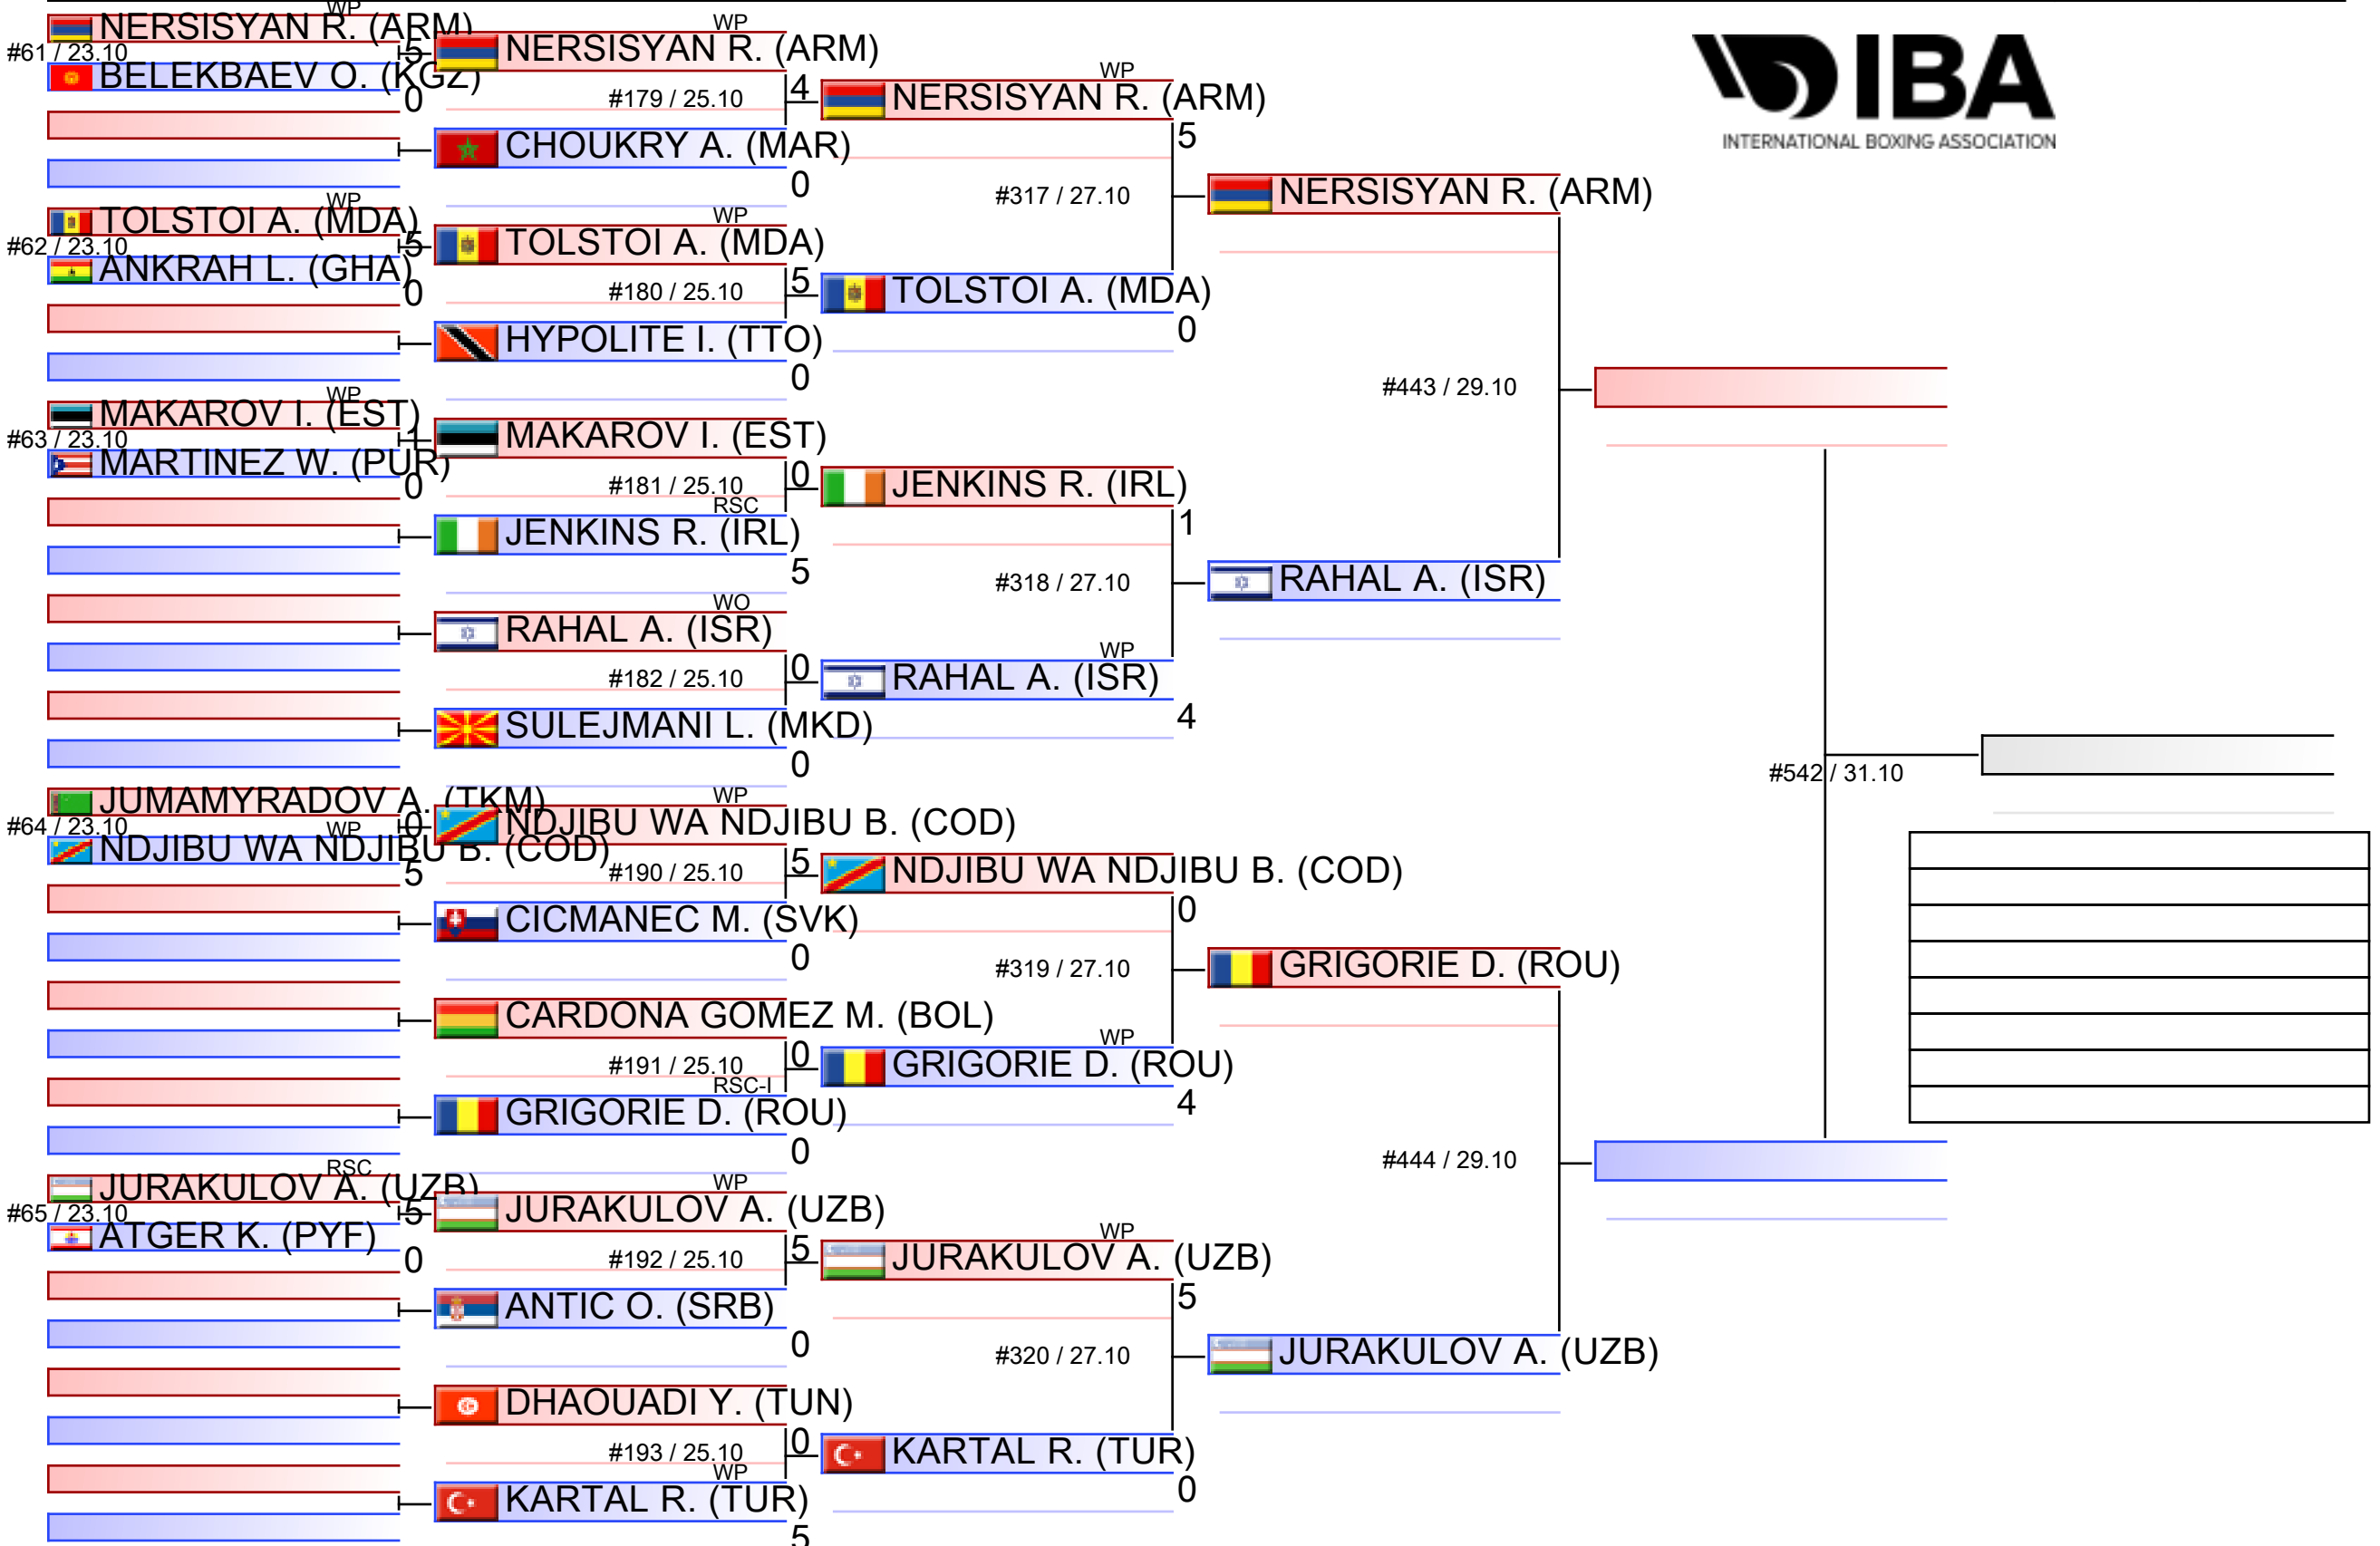 WP
NERSISYAN R. (ARM)
5
#61 / 23.10
BELEKBAEV O. (KGZ)
0
WP
TOLSTOI A. (MDA)
5
#62 / 23.10
ANKRAH L. (GHA)
0
WP
MAKAROV I. (EST)
1
#63 / 23.10
MARTINEZ W. (PUR)
0
JUMAMYRADOV A. (TKM)
0
#64 / 23.10
WP
NDJIBU WA NDJIBU B. (COD)
5
RSC
JURAKULOV A. (UZB)
5
#65 / 23.10
ATGER K. (PYF)
0
WP
NERSISYAN R. (ARM)
4
#179 / 25.10
CHOUKRY A. (MAR)
0
WP
TOLSTOI A. (MDA)
5
#180 / 25.10
HYPOLITE I. (TTO)
0
MAKAROV I. (EST)
0
#181 / 25.10
RSC
JENKINS R. (IRL)
5
WO
RAHAL A. (ISR)
0
#182 / 25.10
SULEJMANI L. (MKD)
0
WP
NDJIBU WA NDJIBU B. (COD)
5
#190 / 25.10
CICMANEC M. (SVK)
0
CARDONA GOMEZ M. (BOL)
0
#191 / 25.10
RSC-I
GRIGORIE D. (ROU)
0
WP
JURAKULOV A. (UZB)
5
#192 / 25.10
ANTIC O. (SRB)
0
DHAOUADI Y. (TUN)
0
#193 / 25.10
WP
KARTAL R. (TUR)
5
WP
NERSISYAN R. (ARM)
5
#317 / 27.10
TOLSTOI A. (MDA)
0
JENKINS R. (IRL)
1
#318 / 27.10
WP
RAHAL A. (ISR)
4
NDJIBU WA NDJIBU B. (COD)
0
#319 / 27.10
WP
GRIGORIE D. (ROU)
4
WP
JURAKULOV A. (UZB)
5
#320 / 27.10
KARTAL R. (TUR)
0
NERSISYAN R. (ARM)
#443 / 29.10
RAHAL A. (ISR)
GRIGORIE D. (ROU)
#444 / 29.10
JURAKULOV A. (UZB)
#542 / 31.10
IBA
INTERNATIONAL BOXING ASSOCIATION